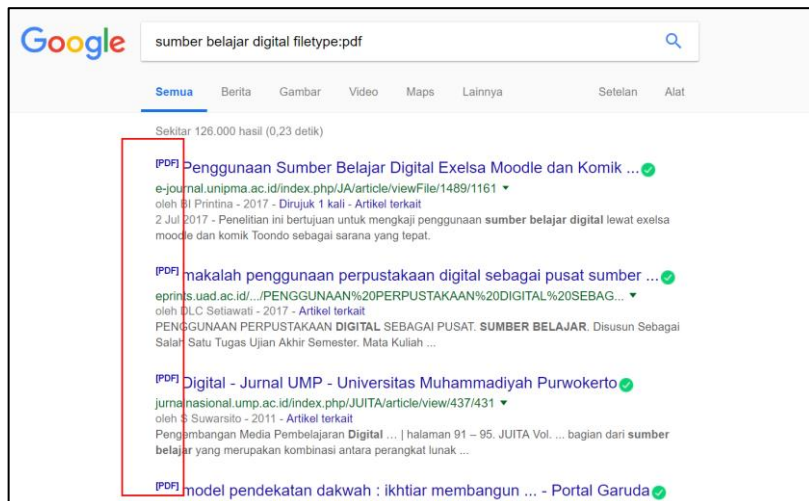 Google
sumber belajar digital filetype:pdf
Semua Berita Gambar Video Maps Lainnya Setelan Alat
Sekitar 126.000 hasil (0,23 detik)
[PDF] Penggunaan Sumber Belajar Digital Exelsa Moodle dan Komik ...
e-journal.unipma.ac.id/index.php/JA/article/viewFile/1489/1161
oleh BI Printina - 2017 - Dirujuk 1 kali - Artikel terkait
2 Jul 2017 - Penelitian ini bertujuan untuk mengkaji penggunaan sumber belajar digital lewat exelsa
moodle dan komik Toondo sebagai sarana yang tepat.
[PDF] makalah penggunaan perpustakaan digital sebagai pusat sumber ...
eprints.uad.ac.id/.../PENGGUNAAN%20PERPUSTAKAAN%20DIGITAL%20SEBAG...
oleh DLC Setiawati - 2017 - Artikel terkait
PENGGUNAAN PERPUSTAKAAN DIGITAL SEBAGAI PUSAT. SUMBER BELAJAR. Disusun Sebagai
Salah Satu Tugas Ujian Akhir Semester. Mata Kuliah ...
[PDF] Digital - Jurnal UMP - Universitas Muhammadiyah Purwokerto
jurnalnasional.ump.ac.id/index.php/JUITA/article/view/437/431
oleh S Suwarsito - 2011 - Artikel terkait
Pengembangan Media Pembelajaran Digital ... | halaman 91 – 95. JUITA Vol. ... bagian dari sumber
belajar yang merupakan kombinasi antara perangkat lunak ...
[PDF] model pendekatan dakwah : ikhtiar membangun ... - Portal Garuda